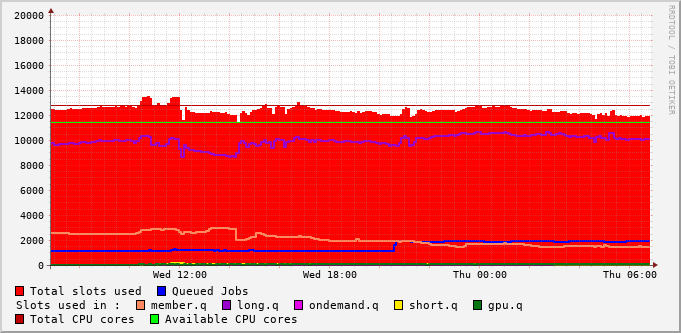 20000
18000
16000
14000
12000
10000
8000
6000
4000
2000
0
Wed 12:00 Wed 18:00 Thu 00:00 Thu 06:00
RRDTOOL / TOBI OETIKER
Total slots used Queued Jobs
Slots used in : member.q long.q ondemand.q short.q gpu.q
Total CPU cores Available CPU cores